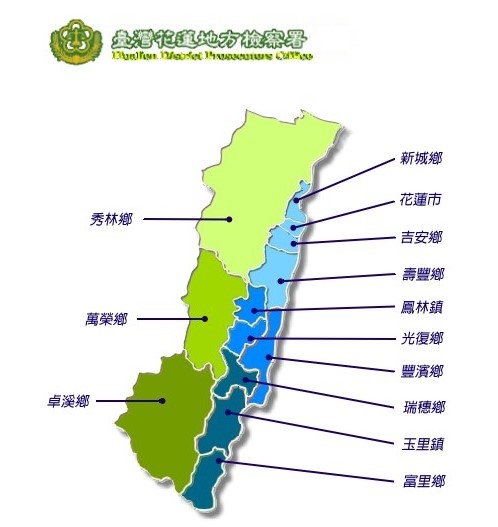 臺灣花蓮地方檢察署
Hualien District Prosecutors Office
新城鄉
花蓮市
秀林鄉
吉安鄉
壽豐鄉
鳳林鎮
萬榮鄉
光復鄉
豐濱鄉
卓溪鄉
瑞穗鄉
玉里鎮
富里鄉